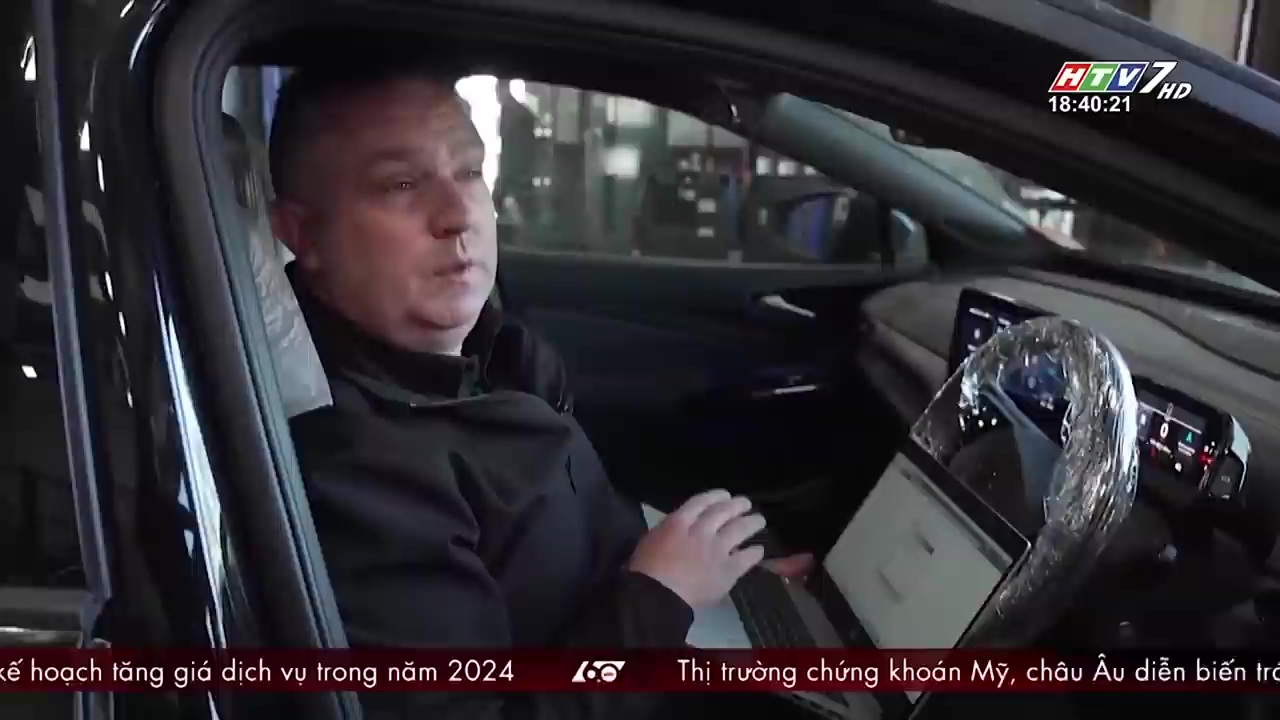 HTV7 HD
18:40:21
kế hoạch tăng giá dịch vụ trong năm 2024
60
Thị trường chứng khoán Mỹ, châu Âu diễn biến